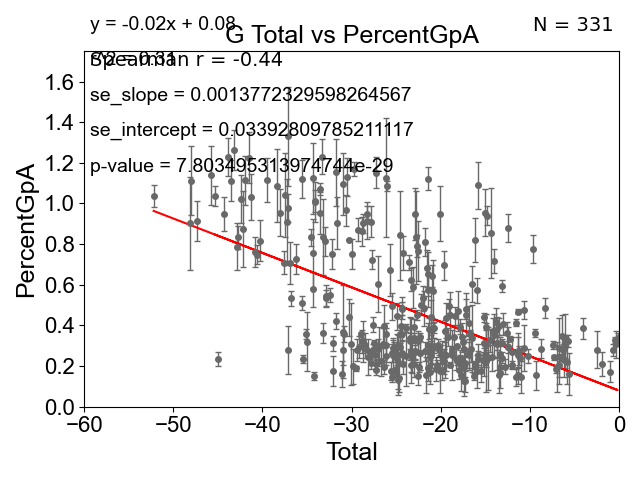 G Total vs PercentGpA
N = 331
y = -0.02x + 0.08
Spearman r = -0.44
se_slope = 0.0013772329598264567
se_intercept = 0.03392809785211117
p-value = 7.803495313974744e-29
PercentGpA
1.6
1.4
1.2
1.0
0.8
0.6
0.4
0.2
0.0
−60
−50
−40
−30
−20
−10
0
Total